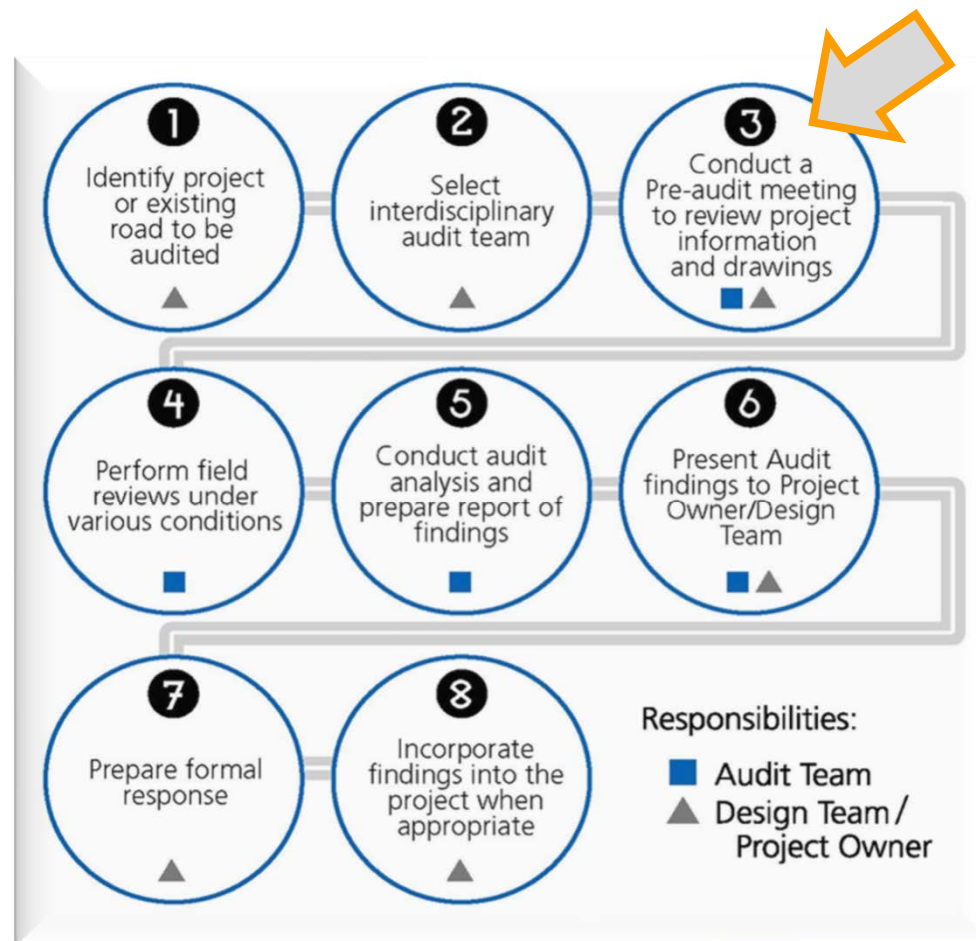 1
Identify project
or existing
road to be
audited
2
Select
interdisciplinary
audit team
3
Conduct a
Pre-audit meeting
to review project
information
and drawings
4
Perform field
reviews under
various conditions
5
Conduct audit
analysis and
prepare report of
findings
6
Present Audit
findings to Project
Owner/Design
Team
7
Prepare formal
response
8
Incorporate
findings into the
project when
appropriate
Responsibilities:
Audit Team
Design Team/
Project Owner